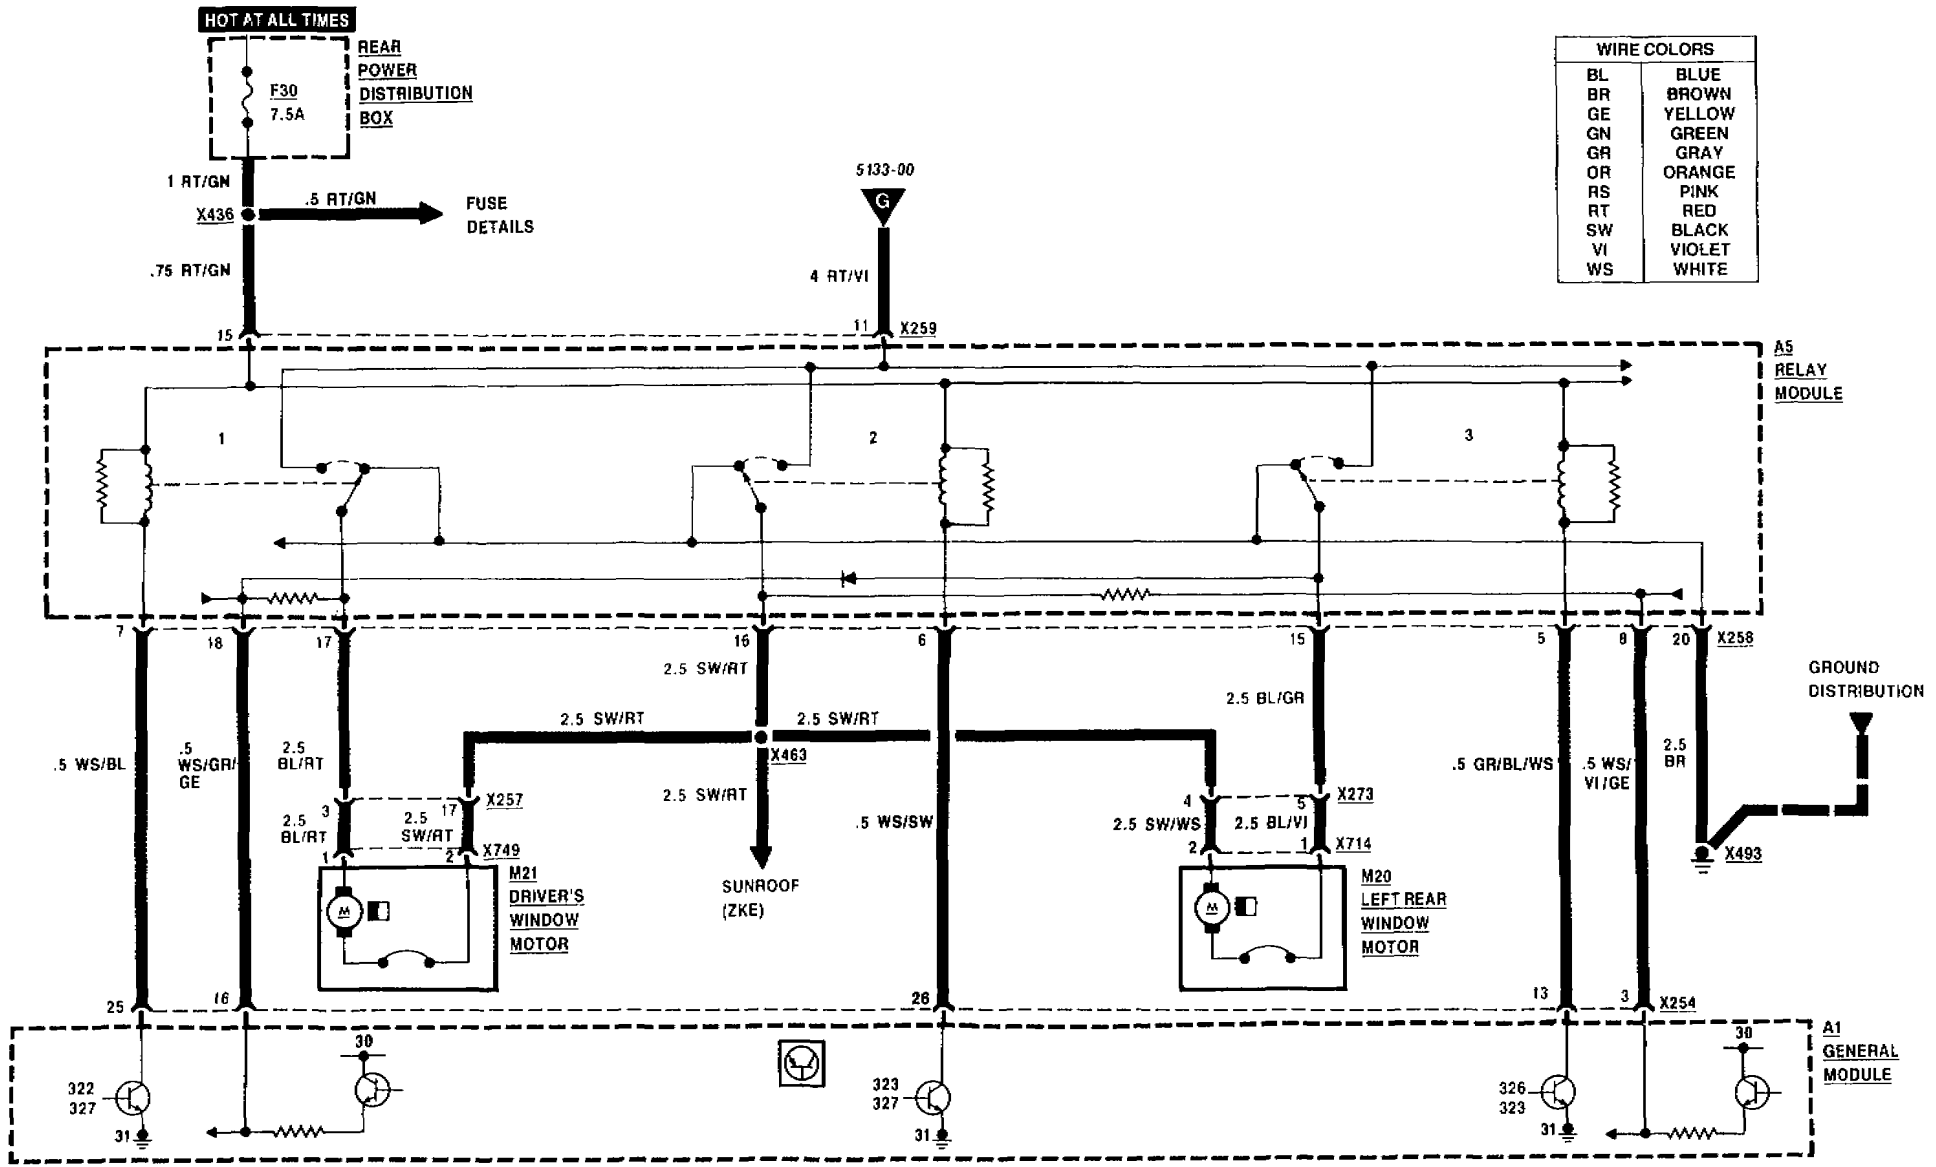 HOT AT ALL TIMES
REAR
POWER
DISTRIBUTION
BOX
F30
7.5A
1 RT/GN
X436
.5 RT/GN
FUSE
DETAILS
.75 RT/GN
5133-00
G
4 RT/VI
WIRE COLORS
BL BLUE
BR BROWN
GE YELLOW
GN GREEN
GR GRAY
OR ORANGE
RS PINK
RT RED
SW BLACK
VI VIOLET
WS WHITE
15
11
X259
A5
RELAY
MODULE
1
2
3
7
18
17
16
6
15
5
8
20
X258
2.5 SW/RT
2.5 BL/GR
GROUND
DISTRIBUTION
2.5 SW/RT
2.5 SW/RT
X463
.5 WS/BL
.5
WS/GR/
GE
2.5
BL/RT
2.5 SW/RT
.5 WS/SW
.5 GR/BL/WS
.5 WS/
VI/GE
2.5
BR
3
17
X257
4
5
X273
2.5
BL/RT
2.5
SW/RT
2.5 SW/WS
2.5 BL/VI
1
2
X749
2
1
X714
X493
M21
DRIVER'S
WINDOW
MOTOR
M
SUNROOF
(ZKE)
M20
LEFT REAR
WINDOW
MOTOR
M
25
16
26
13
3
X254
A1
GENERAL
MODULE
30
30
322
327
323
327
326
323
31
31
31